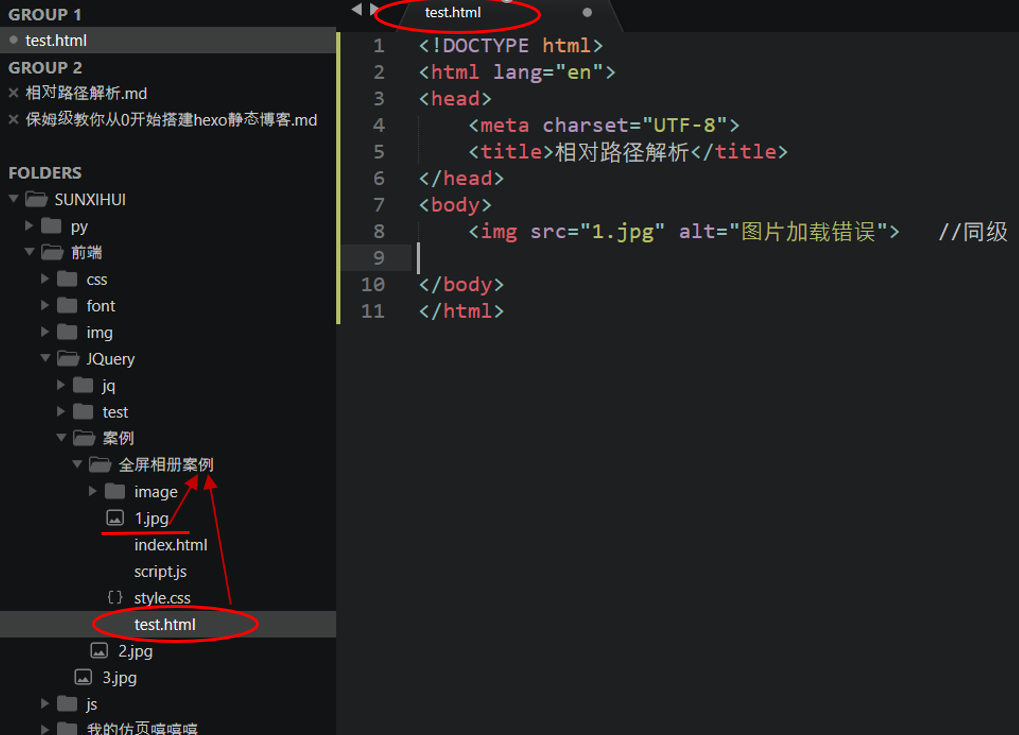 GROUP 1
test.html
GROUP 2
相对路径解析.md
保姆级教你从0开始搭建hexo静态博客.md
FOLDERS
SUNXIHUI
py
前端
css
font
img
JQuery
jq
test
案例
全屏相册案例
image
1.jpg
index.html
script.js
{} style.css
test.html
2.jpg
3.jpg
js
我的仿页嘻嘻嘻
test.html
1 <!DOCTYPE html>
2 <html lang="en">
3 <head>
4 <meta charset="UTF-8">
5 <title>相对路径解析</title>
6 </head>
7 <body>
8 <img src="1.jpg" alt="图片加载错误"> //同级
9
10 </body>
11 </html>